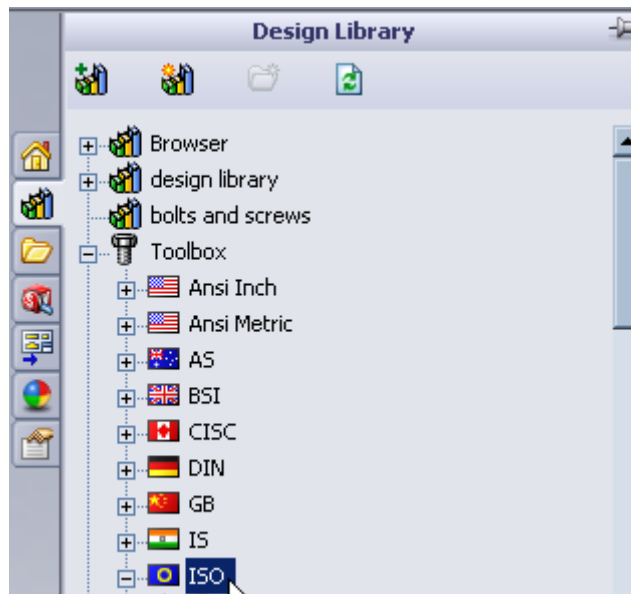 Design Library
Browser
design library
bolts and screws
Toolbox
Ansi Inch
Ansi Metric
AS
BSI
CISC
DIN
GB
IS
ISO